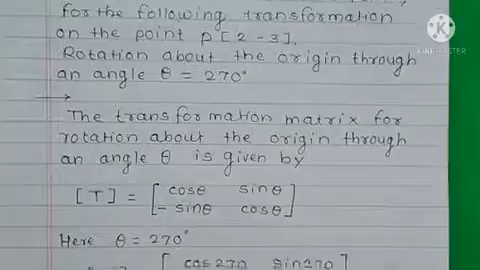 for the following transformation
on the point P[2 -3].
Rotation about the origin through
an angle θ = 270°
→
The transformation matrix for
rotation about the origin through
an angle θ is given by
[T] = [ cosθ sinθ
- sinθ cosθ ]
Here θ = 270°
[ cos270 sin270 ]
KINEMASTER